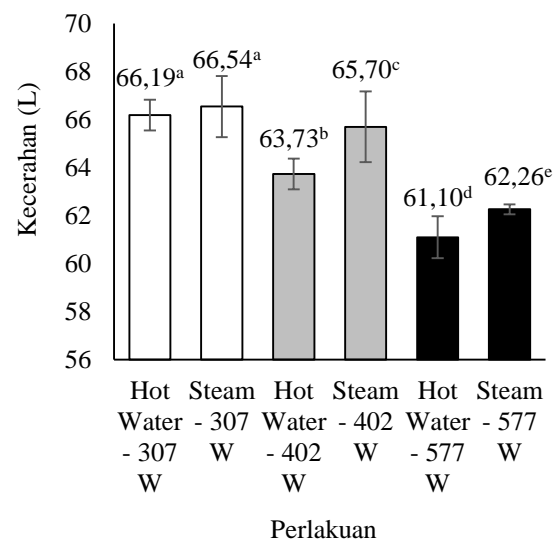 Kecerahan (L)
70
68
66
64
62
60
58
56
66,19ᵃ
66,54ᵃ
63,73ᵇ
65,70ᶜ
61,10ᵈ
62,26ᵉ
Hot
Water
- 307
W
Steam
- 307
W
Hot
Water
- 402
W
Steam
- 402
W
Hot
Water
- 577
W
Steam
- 577
W
Perlakuan